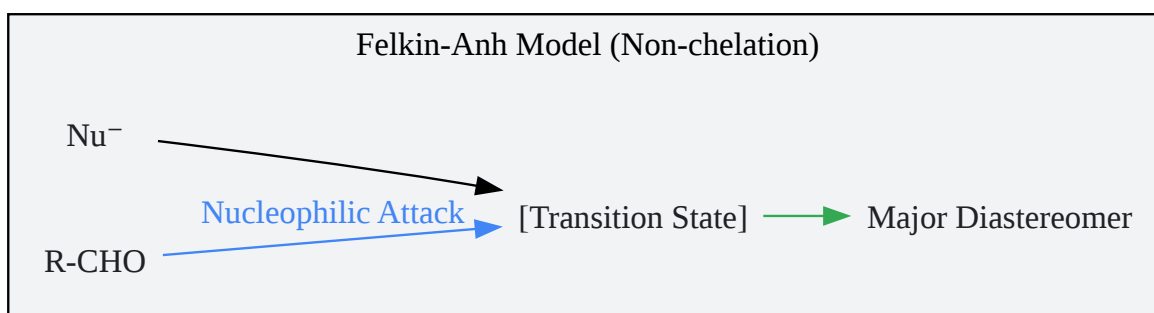 Felkin-Anh Model (Non-chelation)
Nu⁻
Nucleophilic Attack
[Transition State]
Major Diastereomer
R-CHO